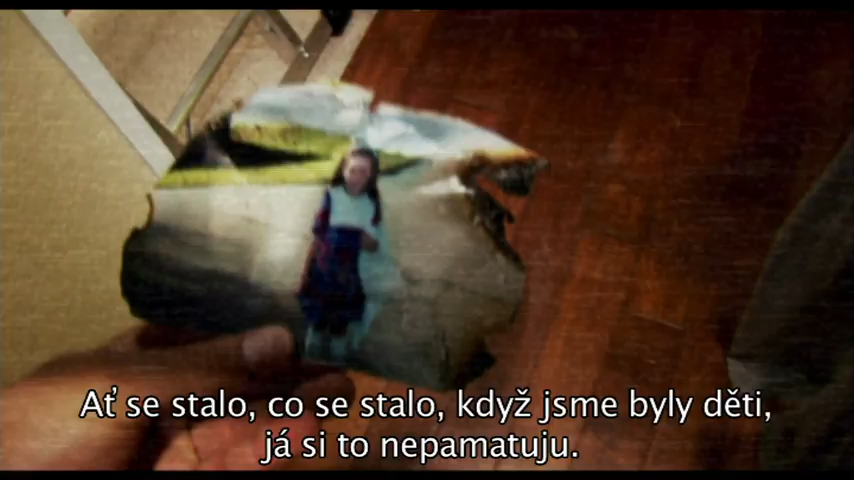 Ať se stalo, co se stalo, když jsme byly děti,
já si to nepamatuju.